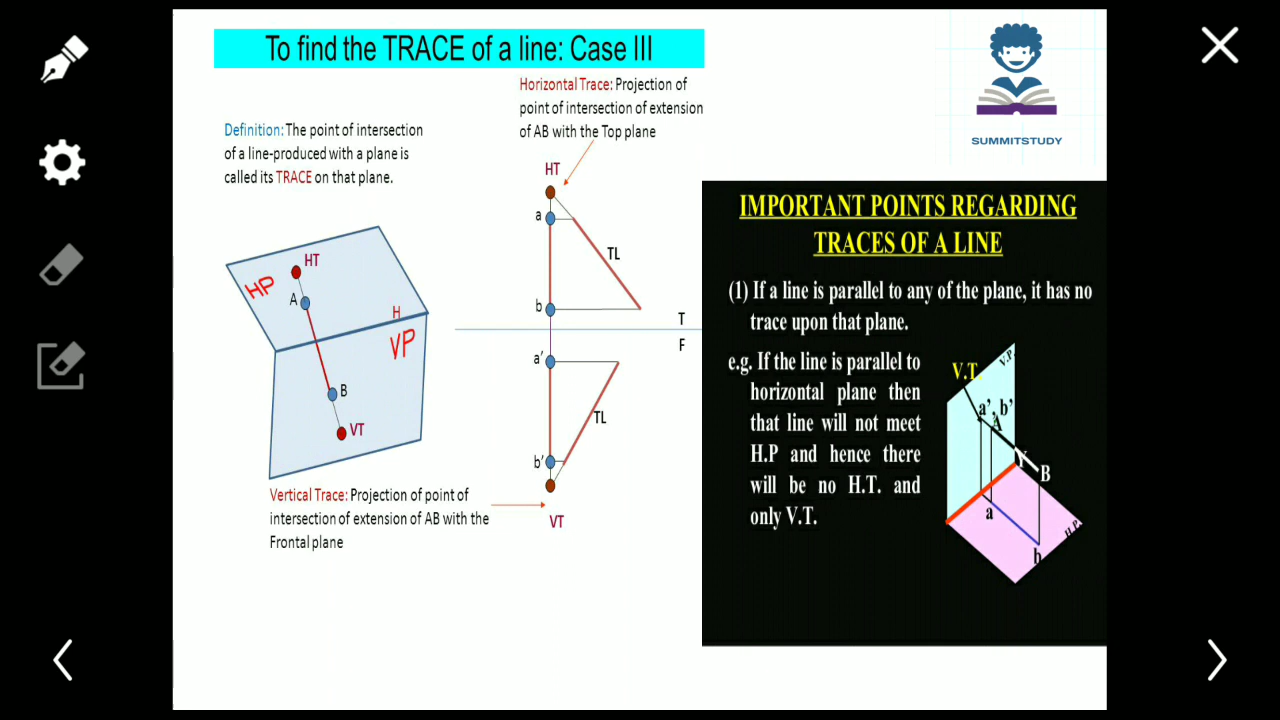 To find the TRACE of a line: Case III
SUMMITSTUDY
Definition: The point of intersection
of a line-produced with a plane is
called its TRACE on that plane.
Horizontal Trace: Projection of
point of intersection of extension
of AB with the Top plane
HT
a
TL
b
T
F
a'
TL
b'
VT
HP
HT
A
H
VP
B
VT
Vertical Trace: Projection of point of
intersection of extension of AB with the
Frontal plane
IMPORTANT POINTS REGARDING
TRACES OF A LINE
(1) If a line is parallel to any of the plane, it has no
trace upon that plane.
e.g. If the line is parallel to
horizontal plane then
that line will not meet
H.P and hence there
will be no H.T. and
only V.T.
V.T.
V.P.
a', b'
A
Y
B
a
H.P.
b